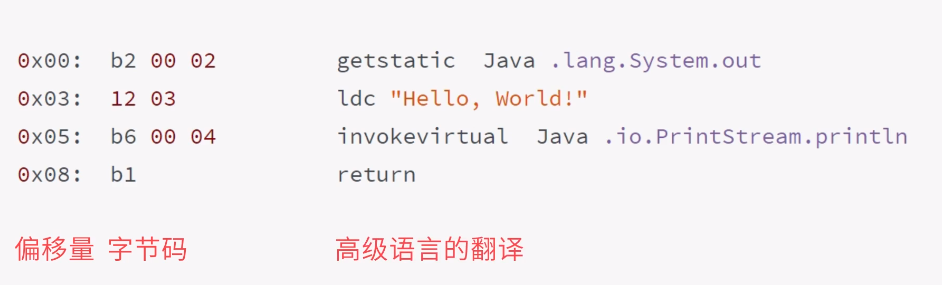 0x00:  b2 00 02         getstatic  Java .lang.System.out
0x03:  12 03            ldc "Hello, World!"
0x05:  b6 00 04         invokevirtual  Java .io.PrintStream.println
0x08:  b1               return
偏移量 字节码 高级语言的翻译